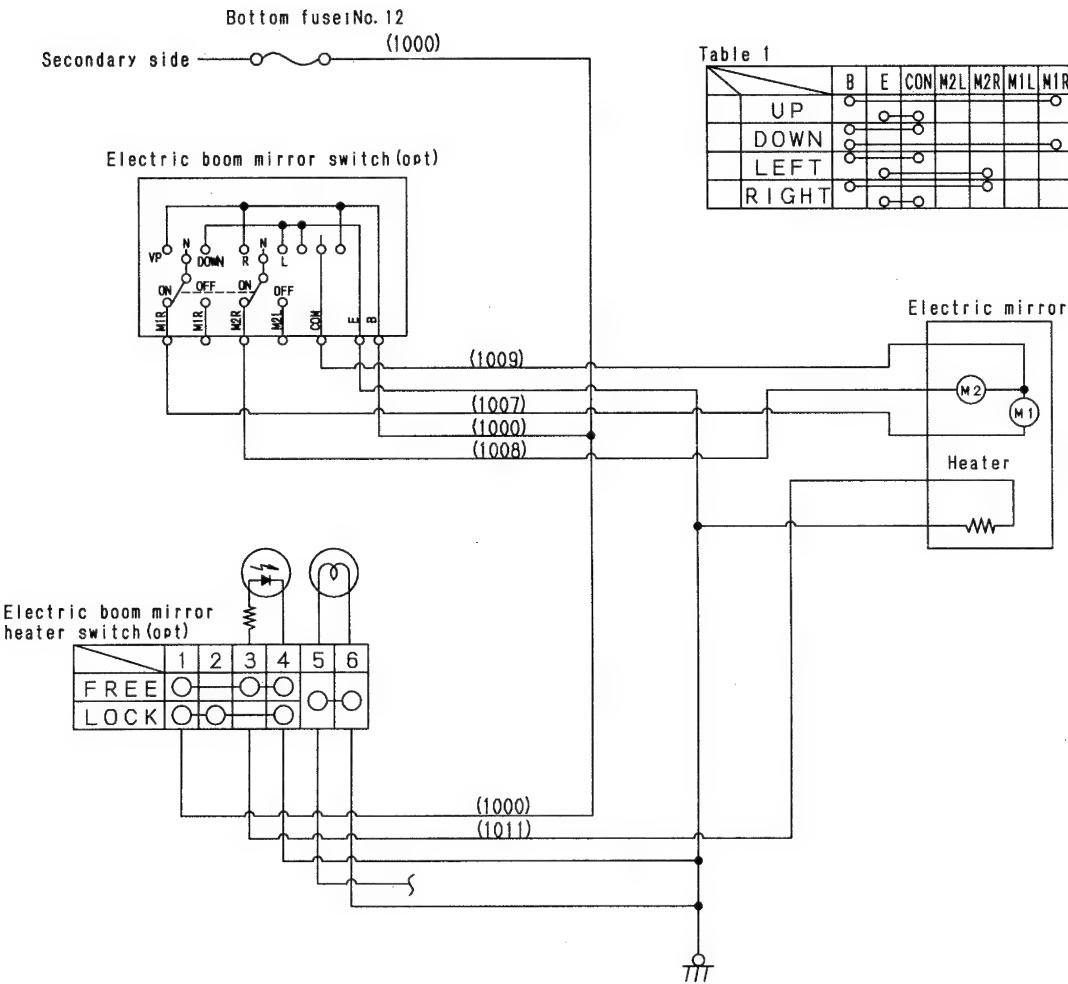 Bottom fuse:No. 12
(1000)
Secondary side
Table 1
B E CON M2L M2R M1L M1R
UP
DOWN
LEFT
RIGHT
Electric boom mirror switch(opt)
VP N DOWN R N L
ON OFF ON OFF
M1R M1R M2R M2L COM E B
Electric mirror
(1009)
M2
M1
(1007)
(1000)
(1008)
Heater
Electric boom mirror
heater switch(opt)
1 2 3 4 5 6
FREE
LOCK
(1000)
(1011)